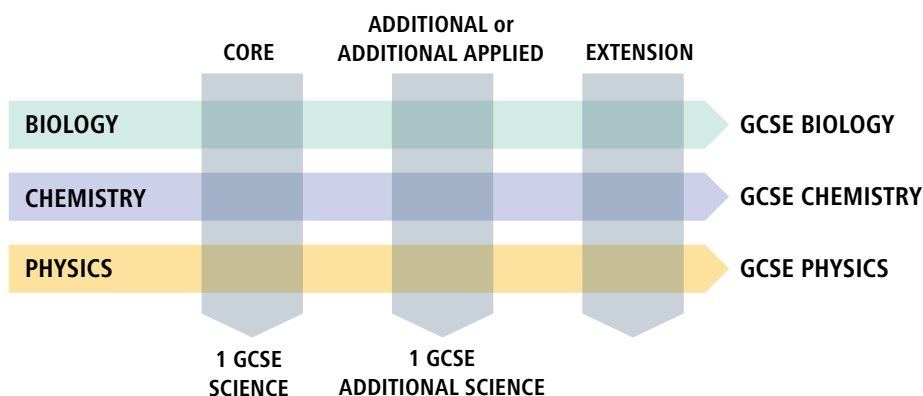 CORE
ADDITIONAL or
ADDITIONAL APPLIED
EXTENSION
BIOLOGY
GCSE BIOLOGY
CHEMISTRY
GCSE CHEMISTRY
PHYSICS
GCSE PHYSICS
1 GCSE
SCIENCE
1 GCSE
ADDITIONAL SCIENCE